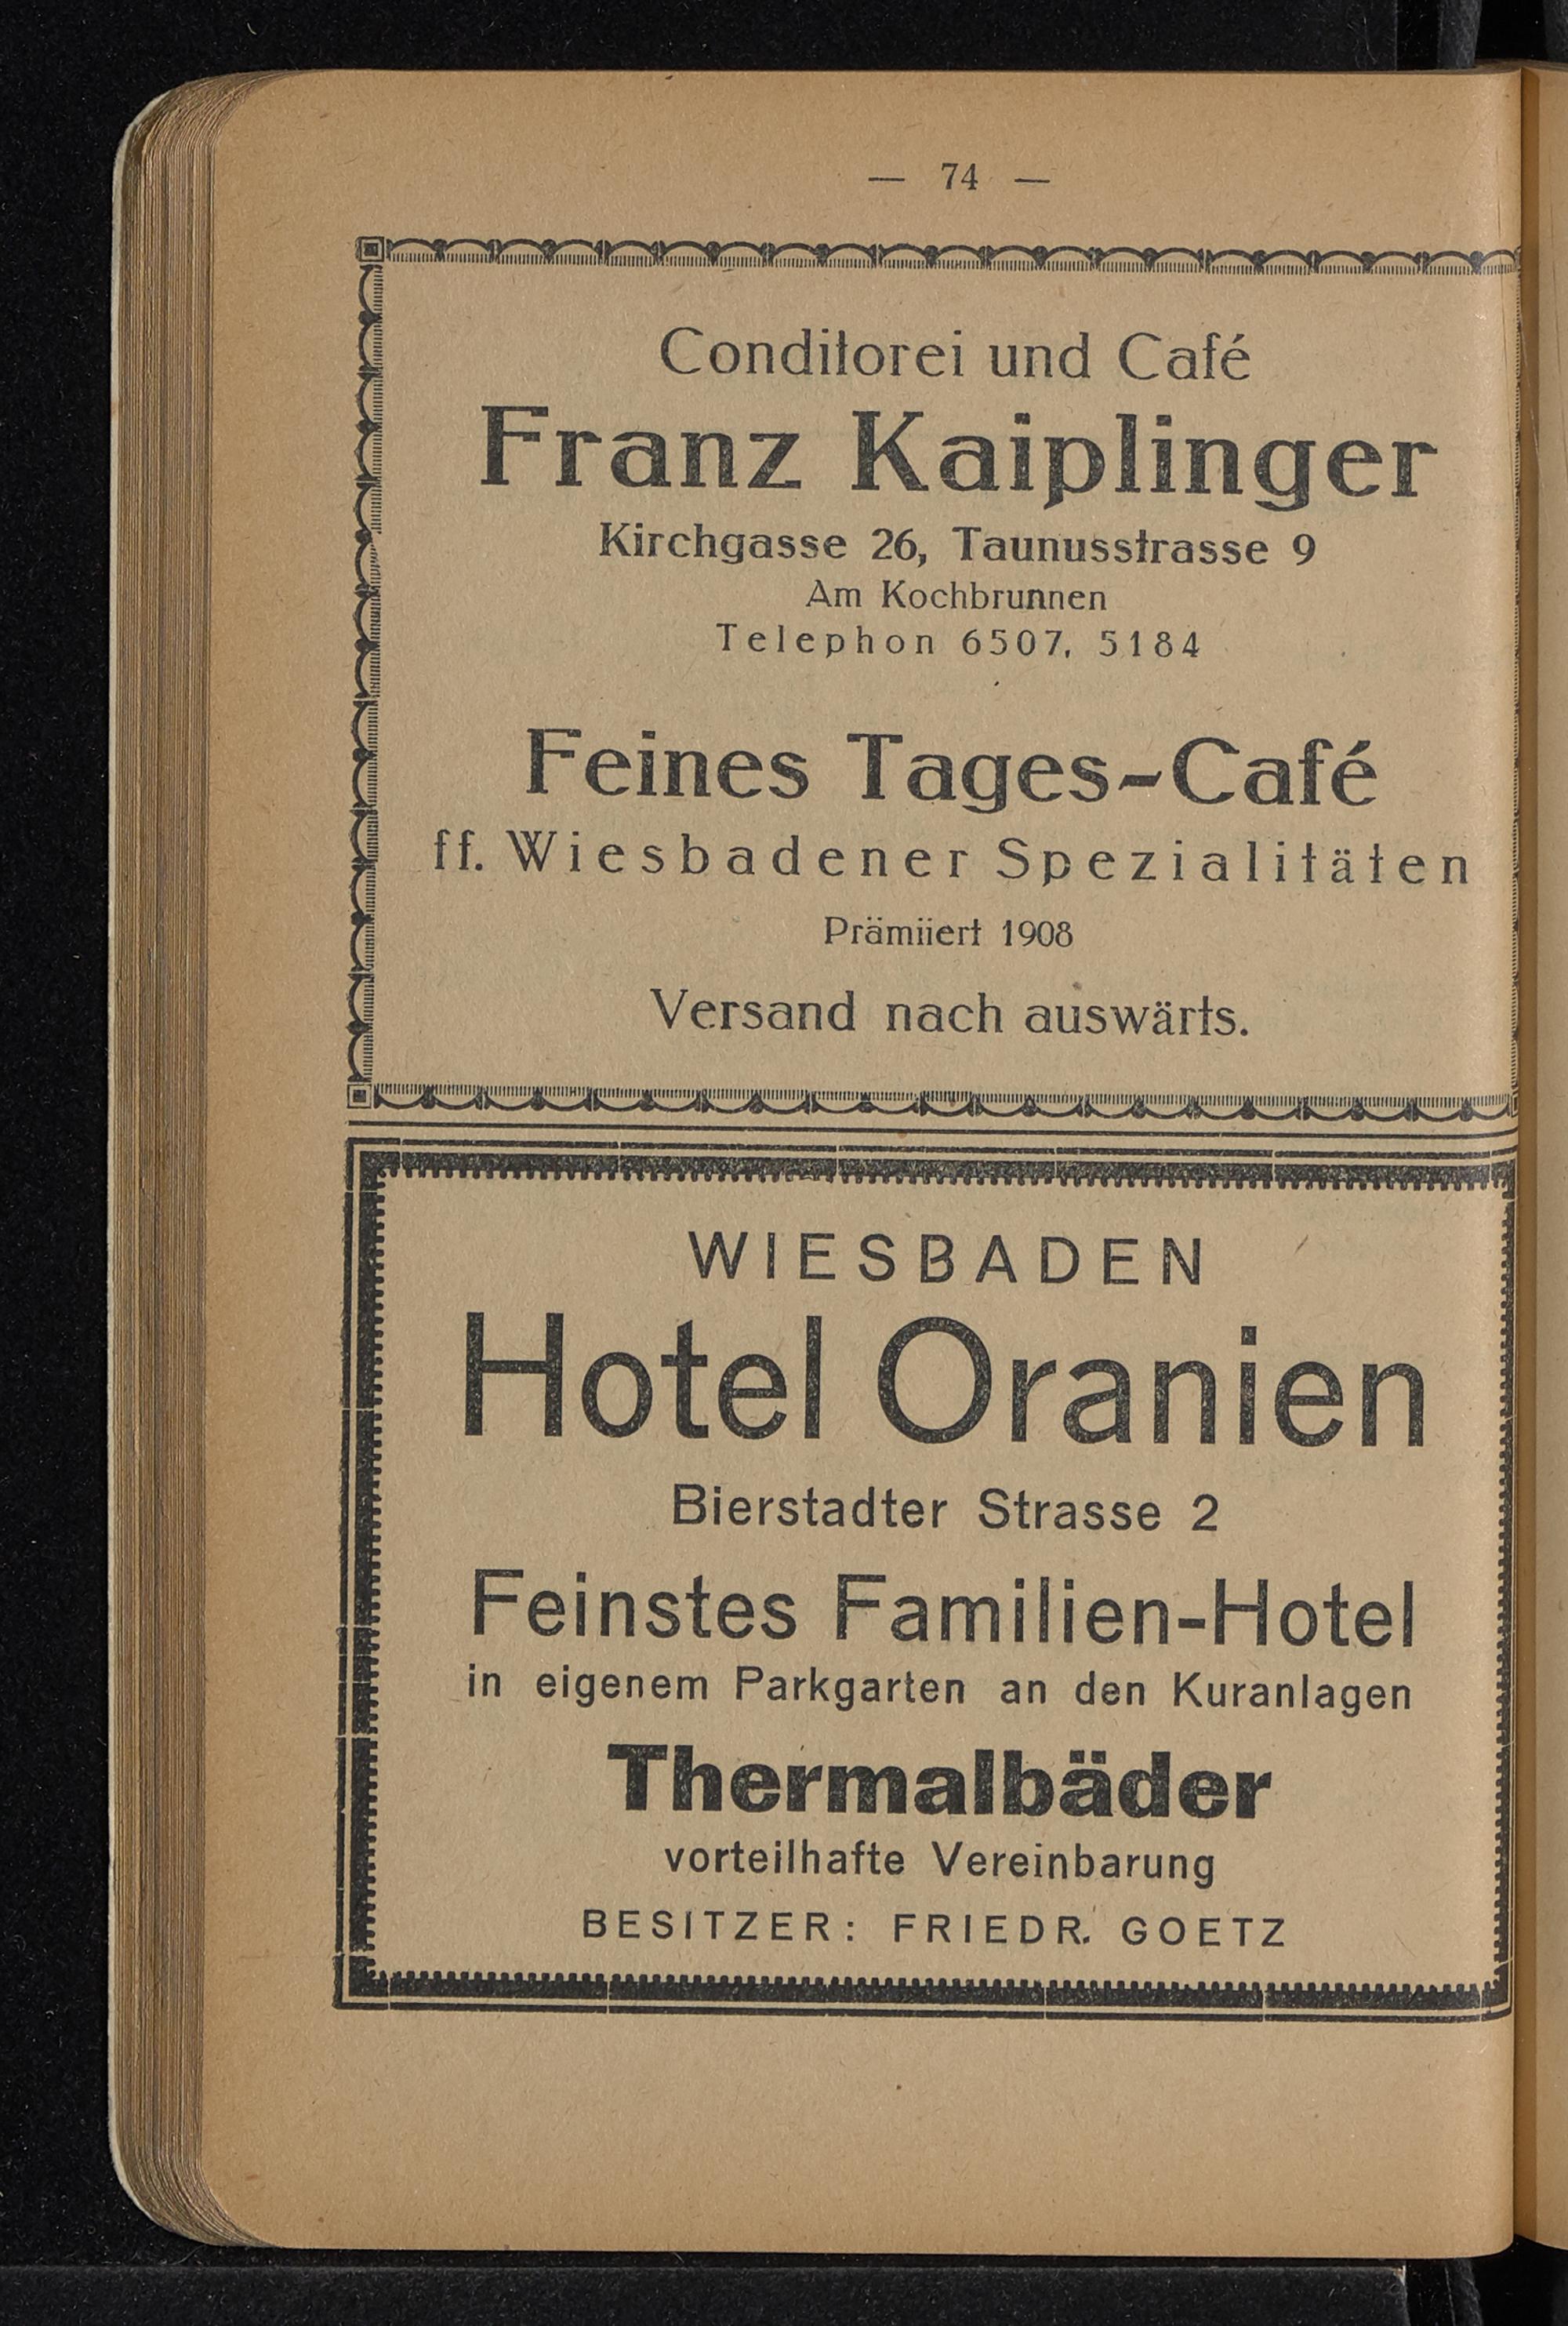 — 74 —
Conditorei und Café
Franz Kaiplinger
Kirchgasse 26, Taunusstrasse 9
Am Kochbrunnen
Telephon 6507, 5184
Feines Tages-Café
ff. Wiesbadener Spezialitäten
Prämiiert 1908
Versand nach auswärts.
WIESBADEN
Hotel Oranien
Bierstadter Strasse 2
Feinstes Familien-Hotel
in eigenem Parkgarten an den Kuranlagen
Thermalbäder
vorteilhafte Vereinbarung
BESITZER: FRIEDR. GOETZ